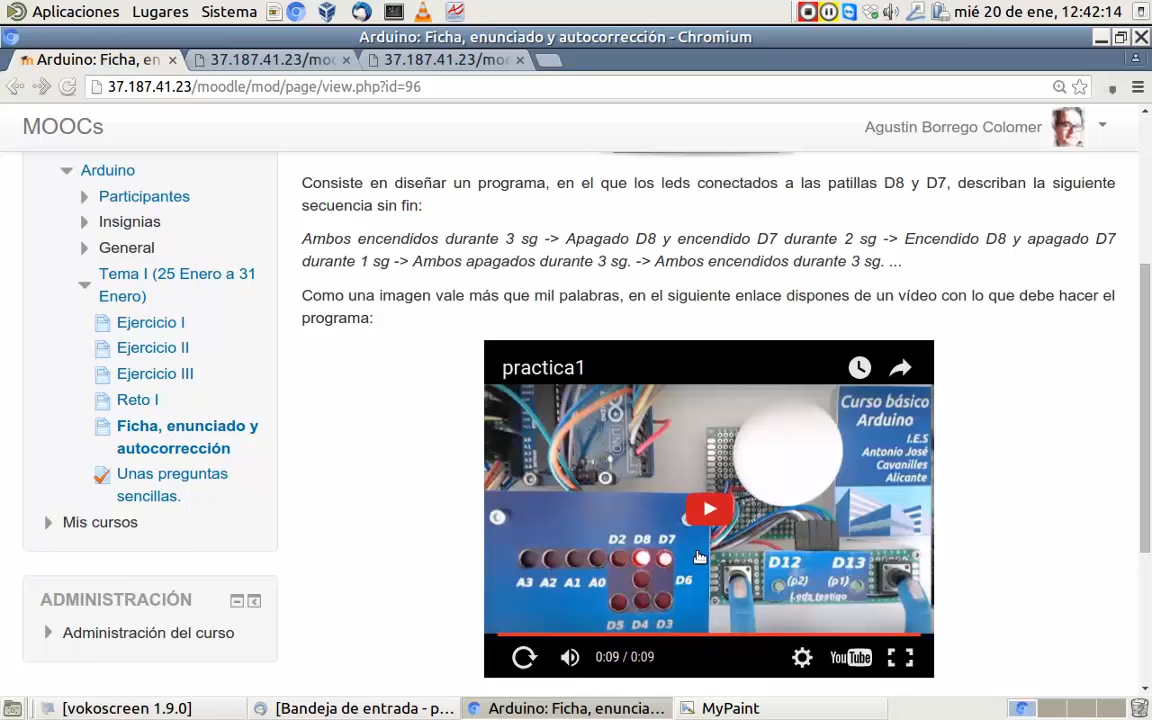 Aplicaciones Lugares Sistema mié 20 de ene, 12:42:14
Arduino: Ficha, enunciado y autocorrección - Chromium
Arduino: Ficha, en 37.187.41.23/moo 37.187.41.23/moo
37.187.41.23/moodle/mod/page/view.php?id=96
MOOCs Agustin Borrego Colomer
Arduino
Participantes
Insignias
General
Tema I (25 Enero a 31
Enero)
Ejercicio I
Ejercicio II
Ejercicio III
Reto I
Ficha, enunciado y
autocorrección
Unas preguntas
sencillas.
Mis cursos
ADMINISTRACIÓN
Administración del curso
Consiste en diseñar un programa, en el que los leds conectados a las patillas D8 y D7, describan la siguiente
secuencia sin fin:
Ambos encendidos durante 3 sg -> Apagado D8 y encendido D7 durante 2 sg -> Encendido D8 y apagado D7
durante 1 sg -> Ambos apagados durante 3 sg. -> Ambos encendidos durante 3 sg. ...
Como una imagen vale más que mil palabras, en el siguiente enlace dispones de un vídeo con lo que debe hacer el
programa:
practica1
Curso básico
Arduino
I.E.S
Antonio José
Cavanilles
Alicante
UNO
D2 D8 D7
A3 A2 A1 A0 D6
D5 D4 D3
D12 D13
(p2) (p1)
Leds testigo
0:09 / 0:09 YouTube
[vokoscreen 1.9.0] [Bandeja de entrada - p... Arduino: Ficha, enuncia... MyPaint